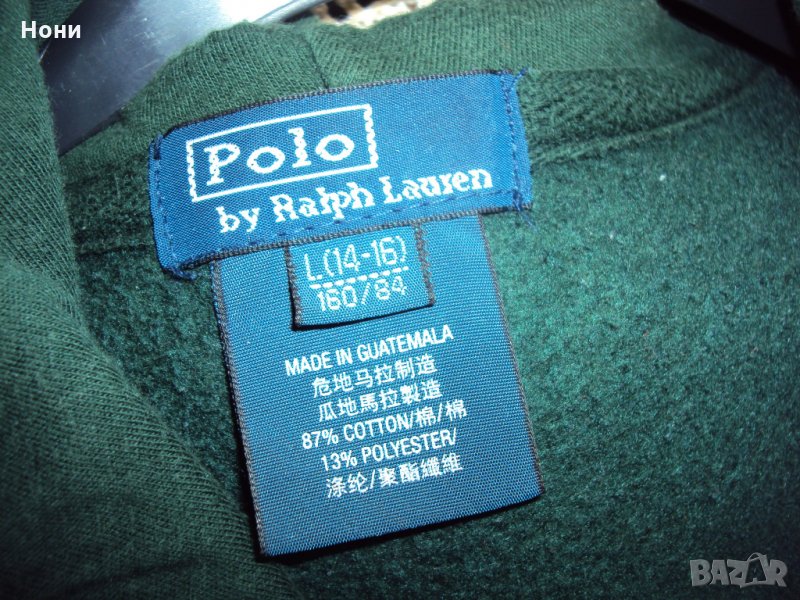 Нони
Polo
by Ralph Lauren
L(14-16)
160/84
MADE IN GUATEMALA
危地马拉制造
瓜地馬拉製造
87% COTTON/棉/棉
13% POLYESTER/
涤纶/聚酯纖維
BAZAR